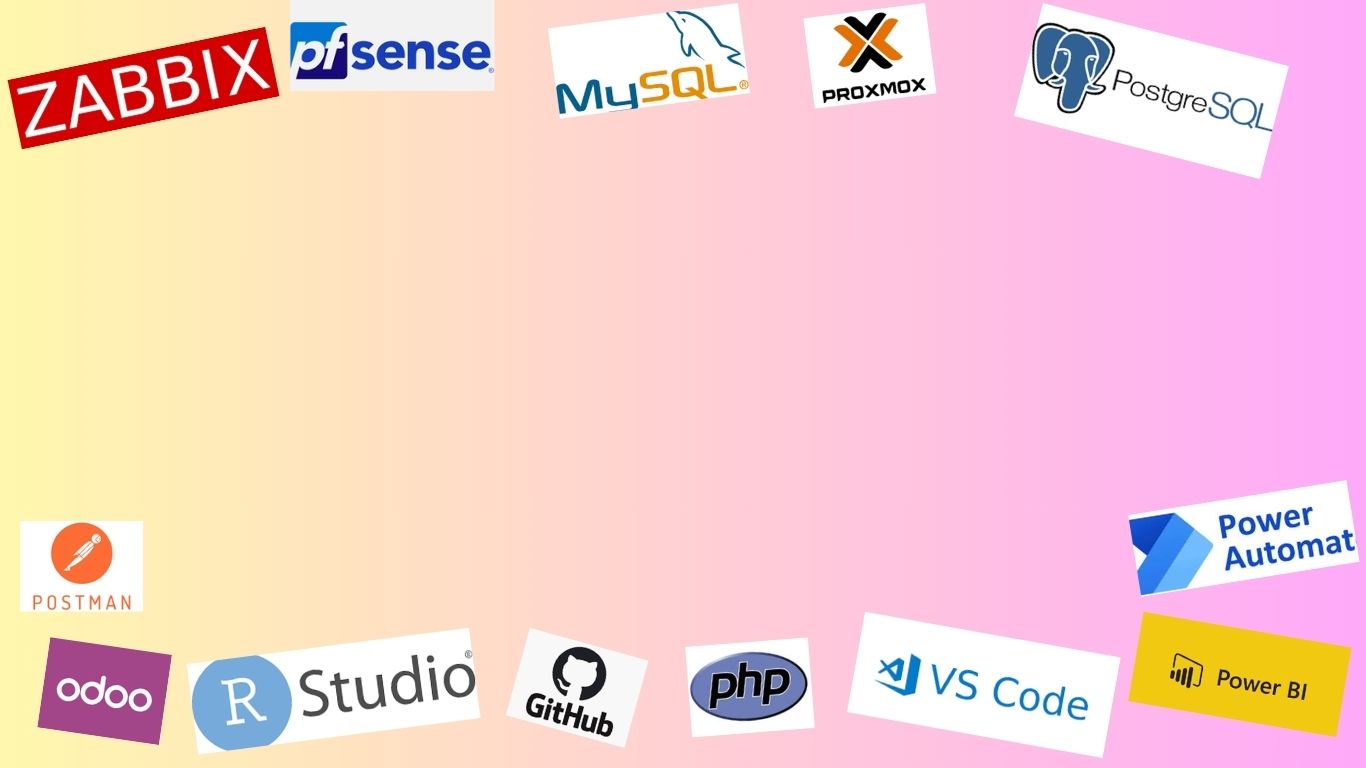 ZABBIX
pfsense®
MySQL®
PROXMOX
PostgreSQL
POSTMAN
Power
Automat
odoo
R Studio®
GitHub
php
VS Code
Power BI